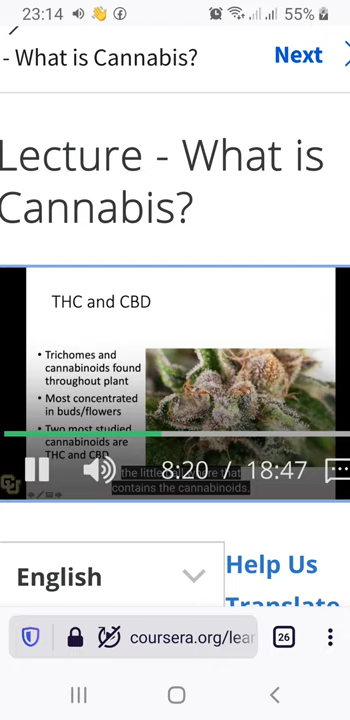 23:14
55%
- What is Cannabis?
Next
Lecture - What is
Cannabis?
THC and CBD
• Trichomes and
cannabinoids found
throughout plant
• Most concentrated
in buds/flowers
• Two most studied
cannabinoids are
THC and CBD
the little
that
contains the cannabinoids.
8:20 / 18:47
English
Help Us
Translate
coursera.org/lear
26